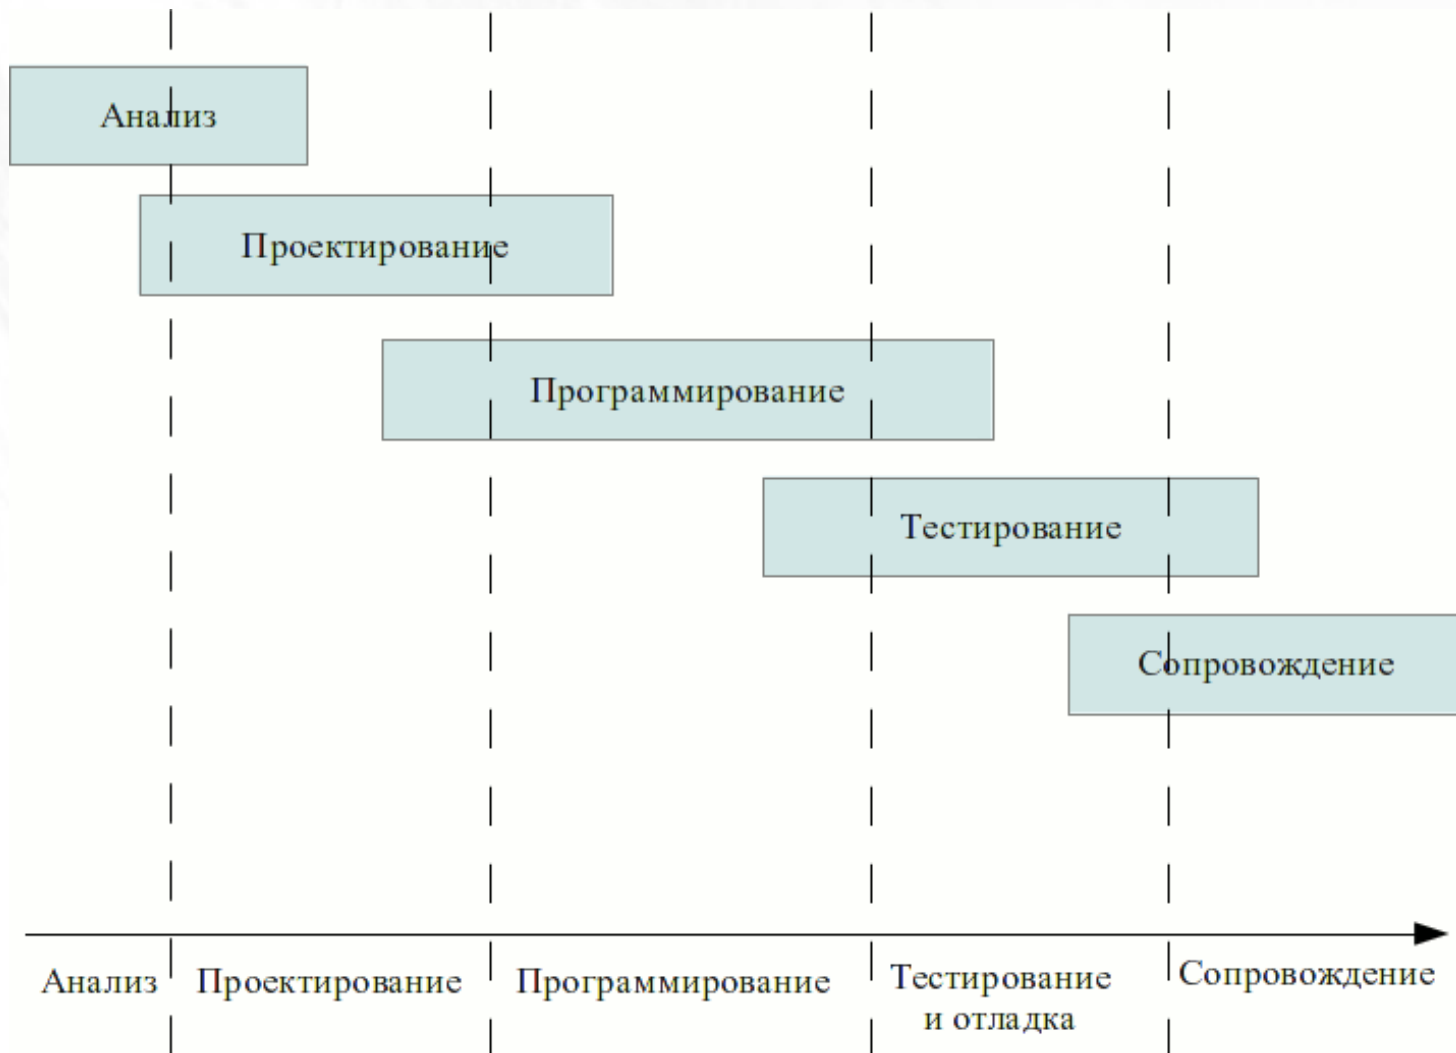 Анализ
Проектирование
Программирование
Тестирование
Сопровождение
Анализ
Проектирование
Программирование
Тестирование
и отладка
Сопровождение